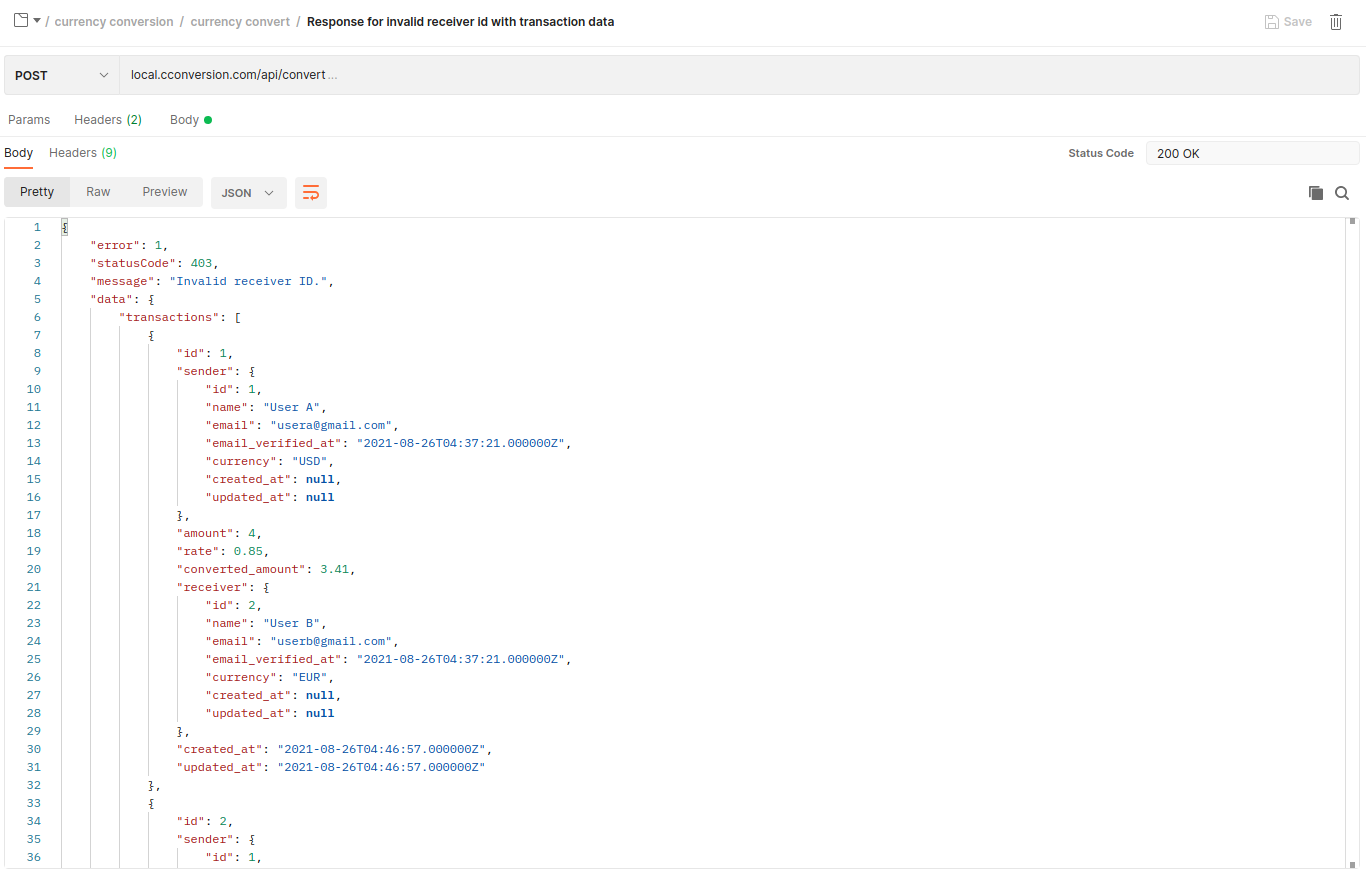 / currency conversion / currency convert / Response for invalid receiver id with transaction data
Save
POST
local.cconversion.com/api/convert ...
Params Headers (2) Body
Body Headers (9)
Status Code 200 OK
Pretty Raw Preview JSON
1 {
2 "error": 1,
3 "statusCode": 403,
4 "message": "Invalid receiver ID.",
5 "data": {
6 "transactions": [
7 {
8 "id": 1,
9 "sender": {
10 "id": 1,
11 "name": "User A",
12 "email": "usera@gmail.com",
13 "email_verified_at": "2021-08-26T04:37:21.000000Z",
14 "currency": "USD",
15 "created_at": null,
16 "updated_at": null
17 },
18 "amount": 4,
19 "rate": 0.85,
20 "converted_amount": 3.41,
21 "receiver": {
22 "id": 2,
23 "name": "User B",
24 "email": "userb@gmail.com",
25 "email_verified_at": "2021-08-26T04:37:21.000000Z",
26 "currency": "EUR",
27 "created_at": null,
28 "updated_at": null
29 },
30 "created_at": "2021-08-26T04:46:57.000000Z",
31 "updated_at": "2021-08-26T04:46:57.000000Z"
32 },
33 {
34 "id": 2,
35 "sender": {
36 "id": 1,